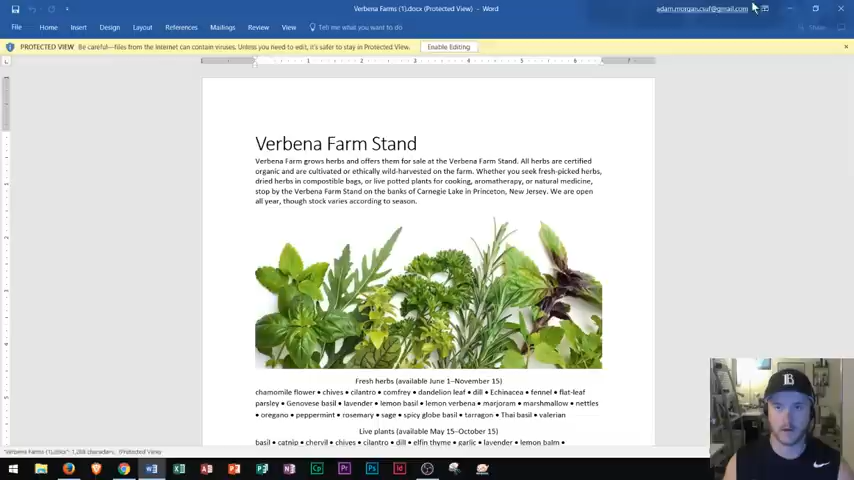 Verbena Farms (1).docx (Protected View) - Word
adam.morgan.csuf@gmail.com
File Home Insert Design Layout References Mailings Review View Tell me what you want to do Share
PROTECTED VIEW Be careful—files from the Internet can contain viruses. Unless you need to edit, it's safer to stay in Protected View. Enable Editing
Verbena Farm Stand
Verbena Farm grows herbs and offers them for sale at the Verbena Farm Stand. All herbs are certified
organic and are cultivated or ethically wild-harvested on the farm. Whether you seek fresh-picked herbs,
dried herbs in compostible bags, or live potted plants for cooking, aromatherapy, or natural medicine,
stop by the Verbena Farm Stand on the banks of Carnegie Lake in Princeton, New Jersey. We are open
all year, though stock varies according to season.
Fresh herbs (available June 1–November 15)
chamomile flower • chives • cilantro • comfrey • dandelion leaf • dill • Echinacea • fennel • flat-leaf
parsley • Genovese basil • lavender • lemon basil • lemon verbena • marjoram • marshmallow • nettles
• oregano • peppermint • rosemary • sage • spicy globe basil • tarragon • Thai basil • valerian
Live plants (available May 15–October 15)
basil • catnip • chervil • chives • cilantro • dill • elfin thyme • garlic • lavender • lemon balm •